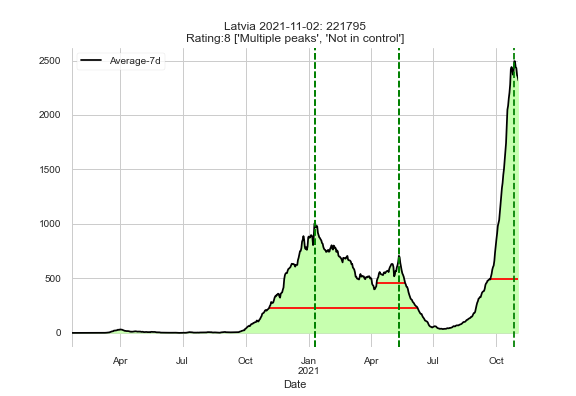 Latvia 2021-11-02: 221795
Rating:8 ['Multiple peaks', 'Not in control']
Average-7d
2500
2000
1500
1000
500
0
Apr Jul Oct Jan Apr Jul Oct
2021
Date